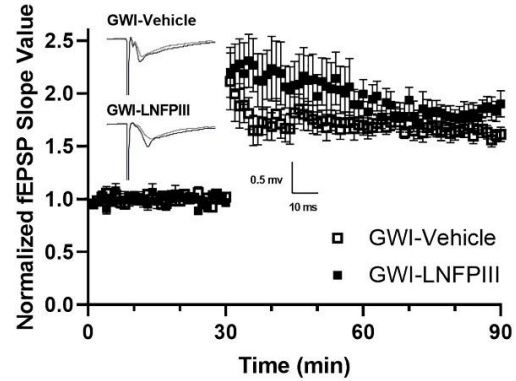 GWI-Vehicle
GWI-LNFPIII
Normalized fEPSP Slope Value
2.5
2.0
1.5
1.0
0.5
0.0
0.5 mv
10 ms
GWI-Vehicle
GWI-LNFPIII
0
30
60
90
Time (min)